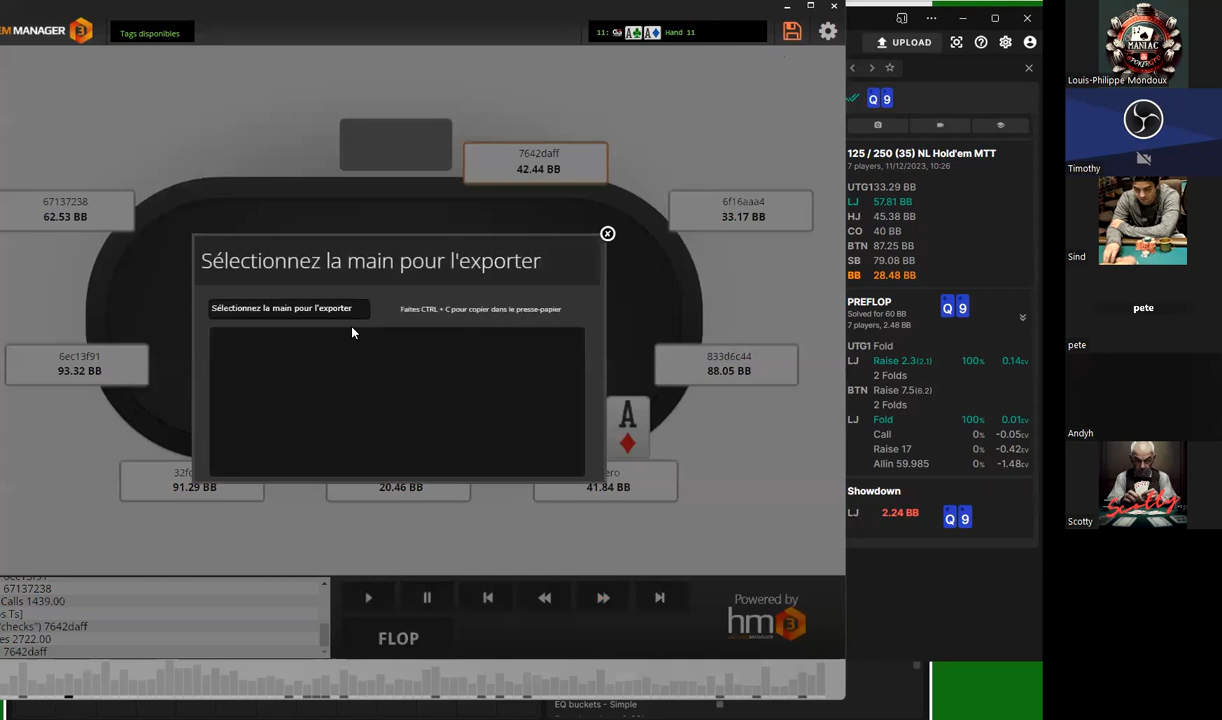 EM MANAGER
Tags disponibles
11:
A A
Hand 11
7642daff
42.44 BB
67137238
62.53 BB
6f16aaa4
33.17 BB
Sélectionnez la main pour l'exporter
Sélectionnez la main pour l'exporter
Faites CTRL + C pour copier dans le presse-papier
6ec13f91
93.32 BB
833d6c44
88.05 BB
A
91.29 BB
20.46 BB
ero
41.84 BB
67137238
Calls 1439.00
s Ts]
"checks") 7642daff
es 2722.00
7642daff
FLOP
Powered by
hm3
UPLOAD
Q 9
125 / 250 (35) NL Hold'em MTT
7 players, 11/12/2023, 10:26
UTG1 33.29 BB
LJ 57.81 BB
HJ 45.38 BB
CO 40 BB
BTN 87.25 BB
SB 79.08 BB
BB 28.48 BB
PREFLOP Q 9
Solved for 60 BB
7 players, 2.48 BB
UTG1 Fold
LJ Raise 2.3(2.1) 100% 0.14EV
2 Folds
BTN Raise 7.5(6.2)
2 Folds
LJ Fold 100% 0.01EV
Call 0% -0.05EV
Raise 17 0% -0.42EV
Allin 59.985 0% -1.48EV
Showdown
LJ 2.24 BB Q 9
EQ buckets - Simple
MANIAC
Louis-Philippe Mondoux
Timothy
Sind
pete
pete
Andyh
Scotty
Scotty